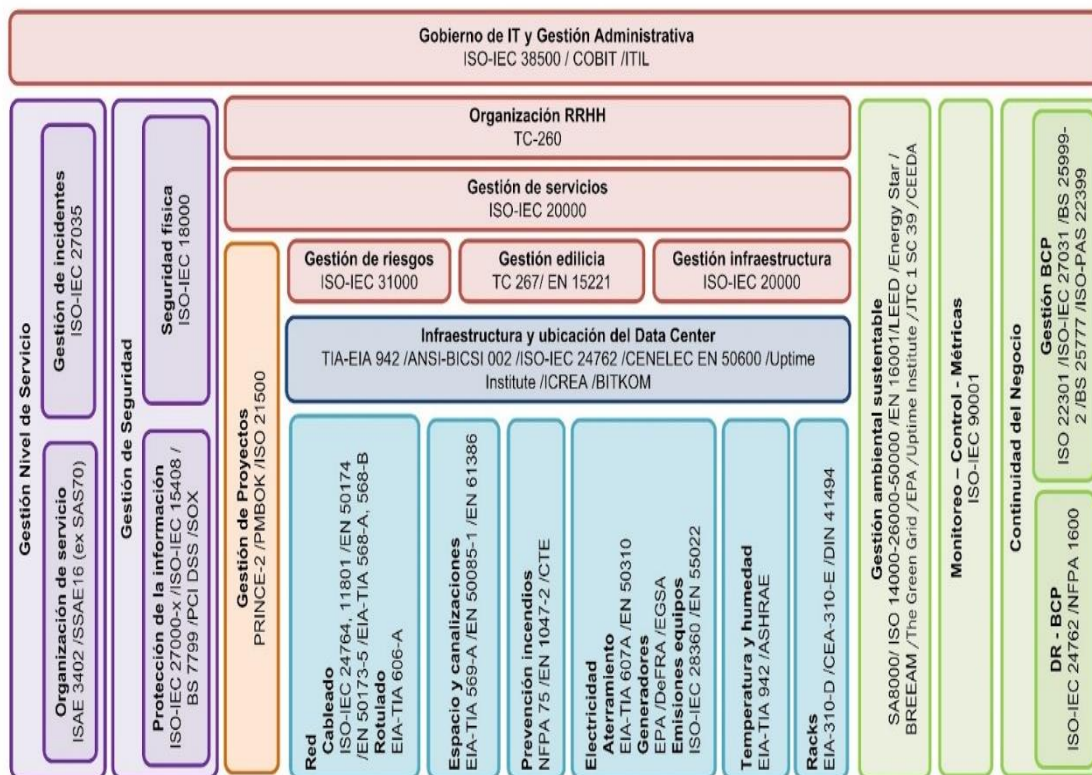 Gobierno de IT y Gestión Administrativa
ISO-IEC 38500 / COBIT /ITIL
Gestión Nivel de Servicio
Gestión de incidentes
ISO-IEC 27035
Organización de servicio
ISAE 3402 /SSAE16 (ex SAS70)
Gestión de Seguridad
Seguridad física
ISO-IEC 18000
Protección de la información
ISO-IEC 27000-x /ISO-IEC 15408 /
BS 7799 /PCI DSS /SOX
Organización RRHH
TC-260
Gestión de servicios
ISO-IEC 20000
Gestión de Proyectos
PRINCE-2 /PMBOK /ISO 21500
Gestión de riesgos
ISO-IEC 31000
Gestión edilicia
TC 267/ EN 15221
Gestión infraestructura
ISO-IEC 20000
Infraestructura y ubicación del Data Center
TIA-EIA 942 /ANSI-BICSI 002 /ISO-IEC 24762 /CENELEC EN 50600 /Uptime
Institute /ICREA /BITKOM
Red
Cableado
ISO-IEC 24764, 11801 /EN 50174
/EN 50173-5 /EIA-TIA 568-A, 568-B
Rotulado
EIA-TIA 606-A
Espacio y canalizaciones
EIA-TIA 569-A /EN 50085-1 /EN 61386
Prevención incendios
NFPA 75 /EN 1047-2 /CTE
Electricidad
Aterramiento
EIA-TIA 607A /EN 50310
Generadores
EPA /DeFRA /EGSA
Emisiones equipos
ISO-IEC 28360 /EN 55022
Temperatura y humedad
EIA-TIA 942 /ASHRAE
Racks
EIA-310-D /CEA-310-E /DIN 41494
Gestión ambiental sustentable
SA8000/ ISO 14000-26000-50000 /EN 16001/LEED /Energy Star /
BREEAM /The Green Grid / EPA /Uptime Institute / JTC 1 SC 39 /CEEDA
Monitoreo – Control - Métricas
ISO-IEC 90001
Continuidad del Negocio
Gestión BCP
ISO 22301 /ISO-IEC 27031 /BS 25999-
2 /BS 25777 /ISO-PAS 22399
DR - BCP
ISO-IEC 24762 /NFPA 1600